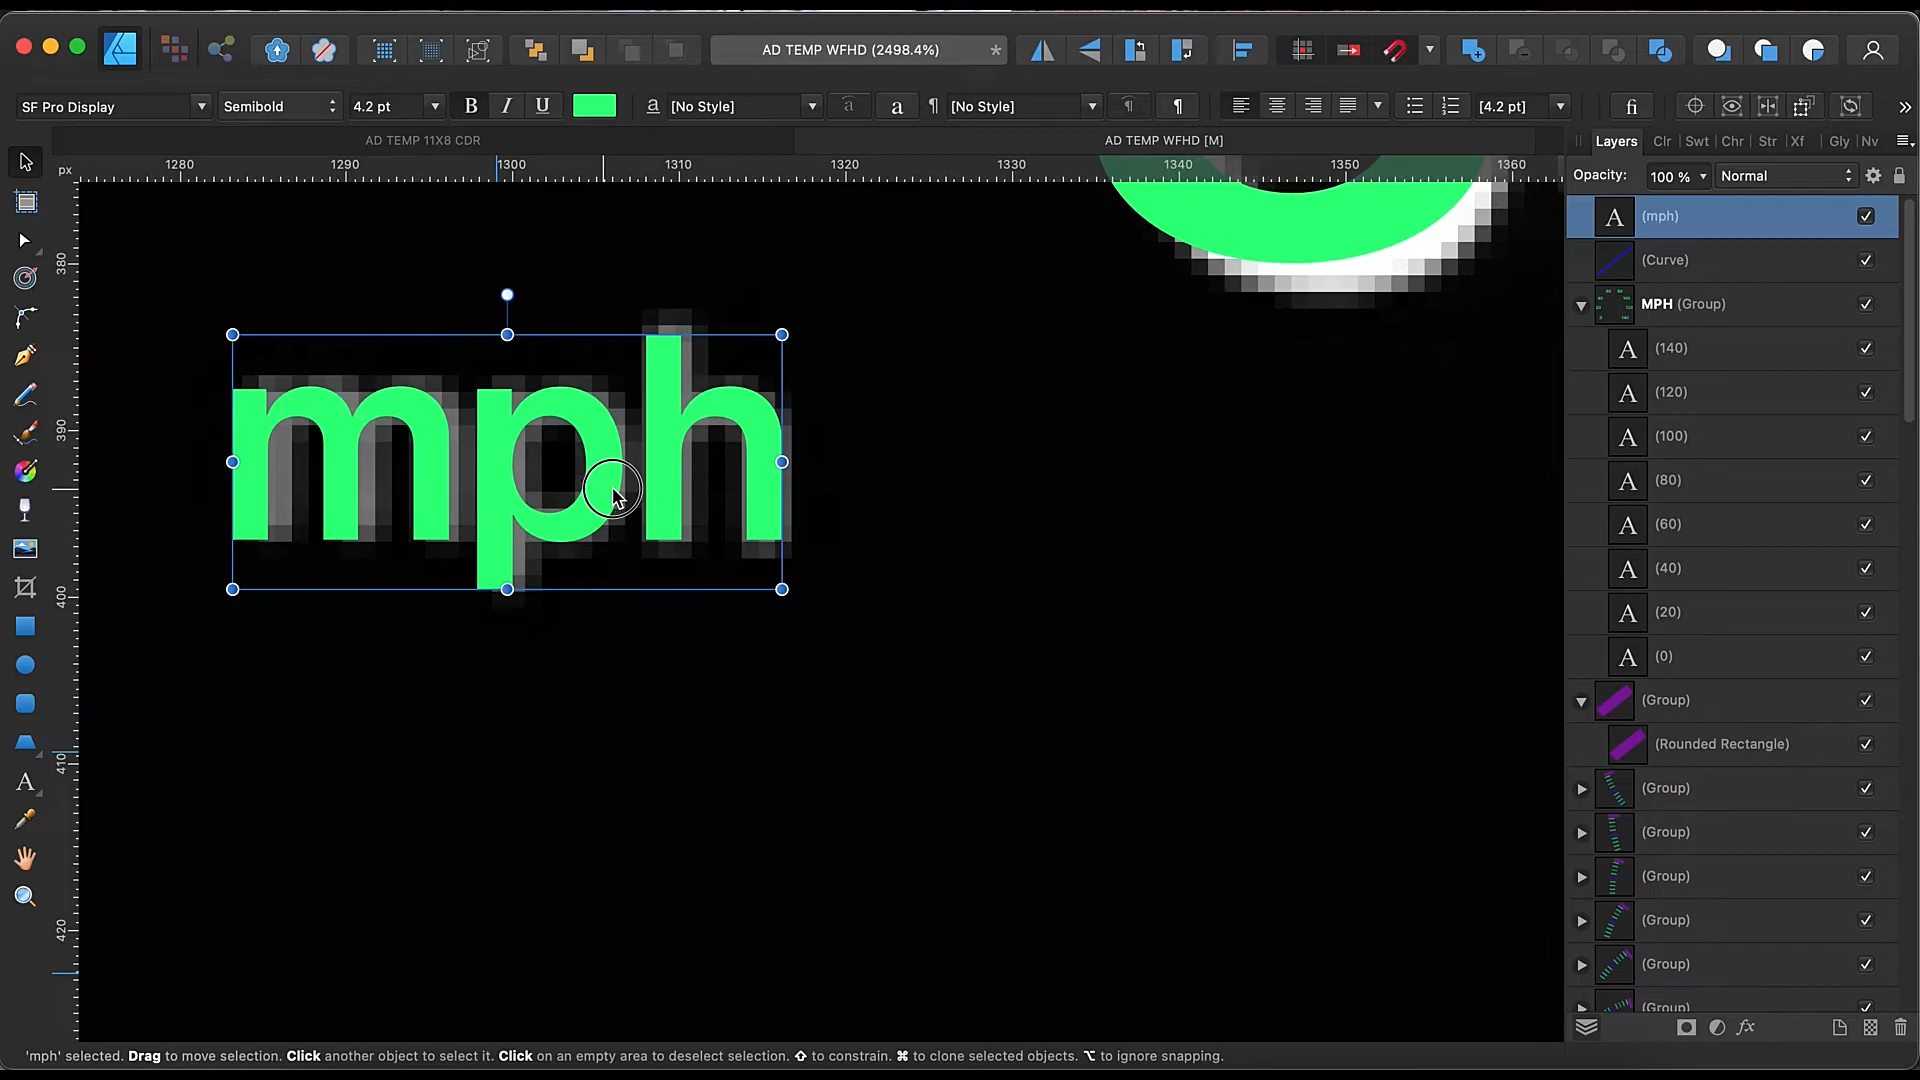 AD TEMP WFHD (2498.4%) *
SF Pro Display Semibold 4.2 pt B I U a [No Style] a a ¶ [No Style] ¶ ¶ [4.2 pt] fi »
AD TEMP 11X8 CDR AD TEMP WFHD [M]
Layers Clr Swt Chr Str Xf Gly Nv
px 1280 1290 1300 1310 1320 1330 1340 1350 1360
Opacity: 100 % Normal
380
390
400
410
420
mph
A (mph)
(Curve)
MPH (Group)
A (140)
A (120)
A (100)
A (80)
A (60)
A (40)
A (20)
A (0)
(Group)
(Rounded Rectangle)
(Group)
(Group)
(Group)
(Group)
(Group)
(Group)
A
fx
'mph' selected. Drag to move selection. Click another object to select it. Click on an empty area to deselect selection. ⇧ to constrain. ⌘ to clone selected objects. ⌥ to ignore snapping.